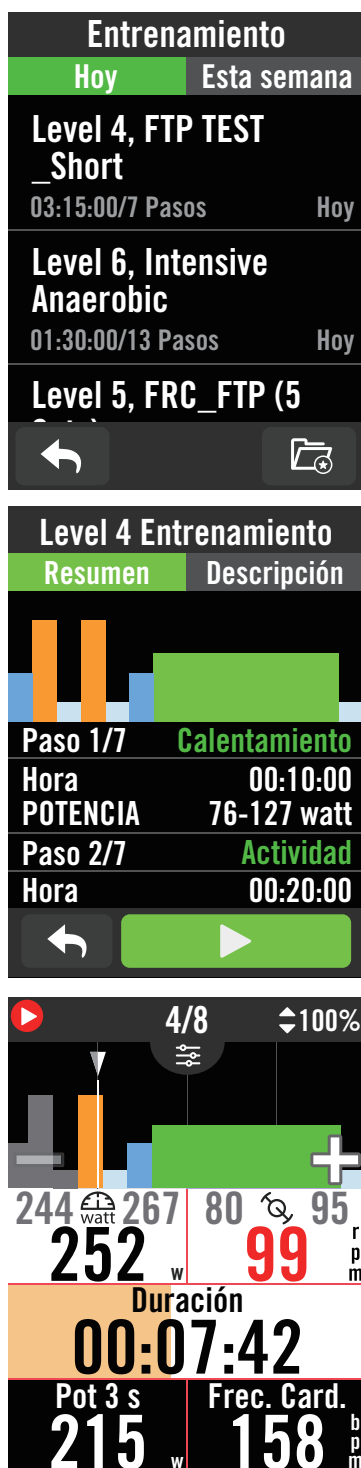 Entrenamiento
Hoy Esta semana
Level 4, FTP TEST
_Short
03:15:00/7 Pasos Hoy
Level 6, Intensive
Anaerobic
01:30:00/13 Pasos Hoy
Level 5, FRC_FTP (5
Level 4 Entrenamiento
Resumen Descripción
Paso 1/7 Calentamiento
Hora 00:10:00
POTENCIA 76-127 watt
Paso 2/7 Actividad
Hora 00:20:00
4/8 100%
244 watt 267 80 95
252 w 99 rpm
Duración
00:07:42
Pot 3 s Frec. Card.
215 w 158 bpm